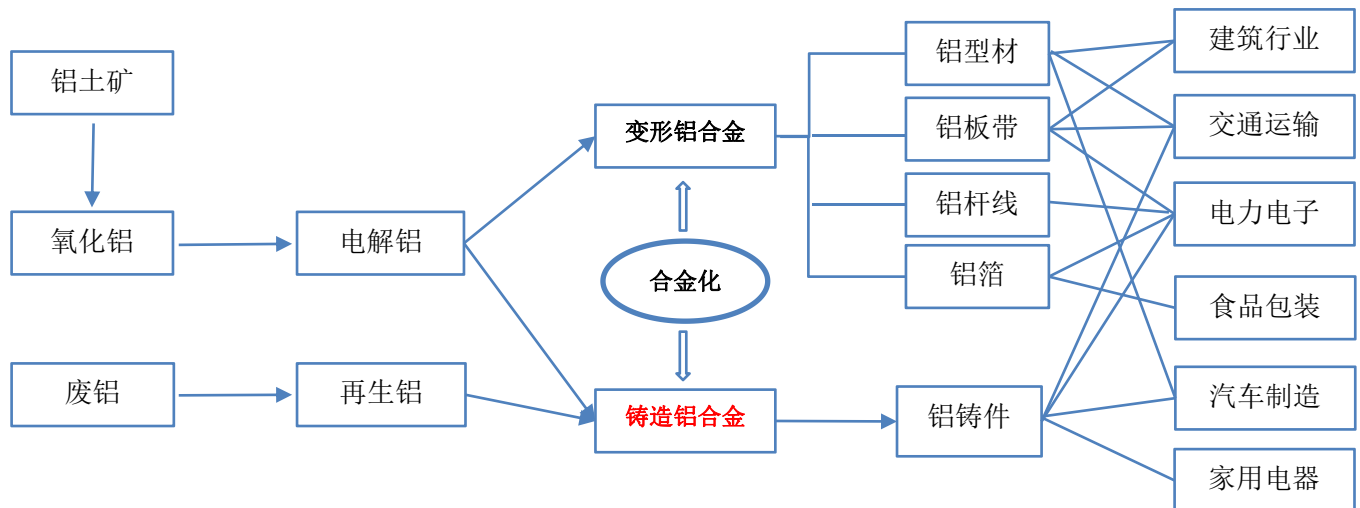 铝土矿
氧化铝
电解铝
废铝
再生铝
变形铝合金
合金化
铸造铝合金
铝型材
铝板带
铝杆线
铝箔
铝铸件
建筑行业
交通运输
电力电子
食品包装
汽车制造
家用电器